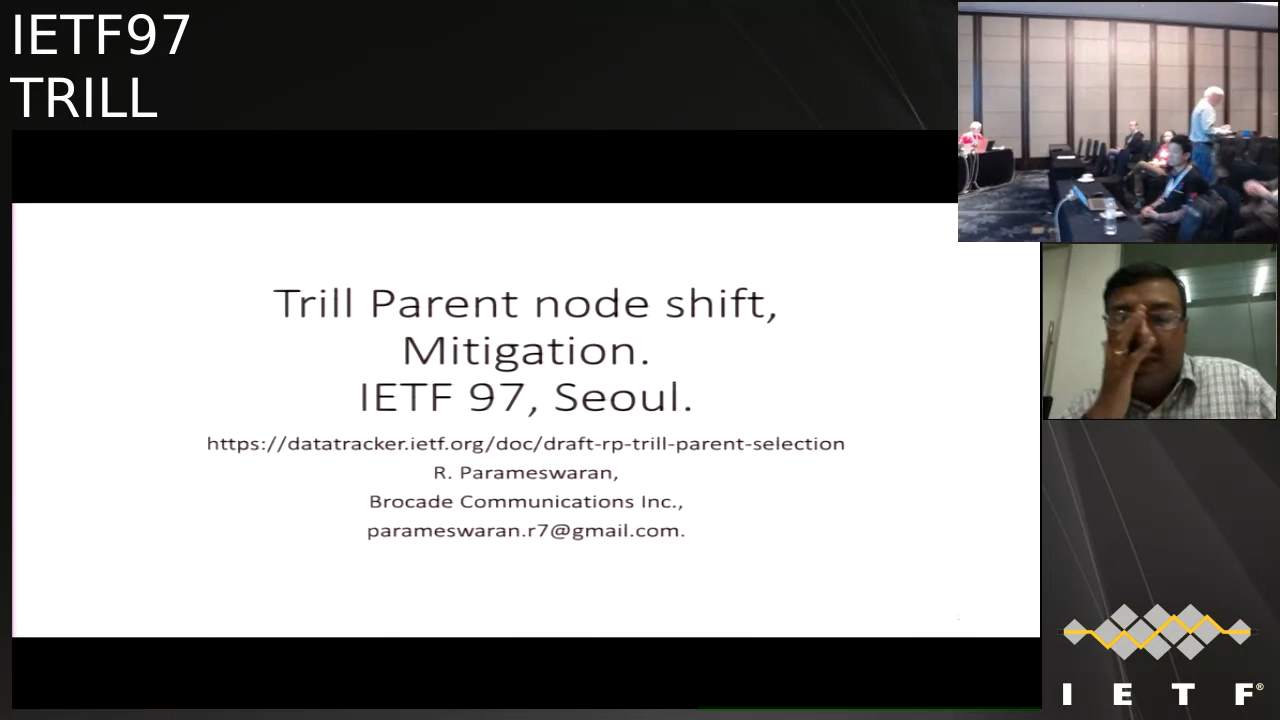 IETF97
TRILL
Trill Parent node shift,
Mitigation.
IETF 97, Seoul.
https://datatracker.ietf.org/doc/draft-rp-trill-parent-selection
R. Parameswaran,
Brocade Communications Inc.,
parameswaran.r7@gmail.com.
I E T F®